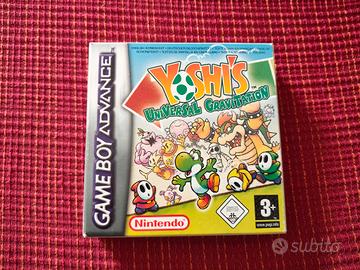 GAME BOY ADVANCE
YOSHI'S
UNIVERSAL GRAVITATION
Nintendo
3+
www.pegi.info
subito